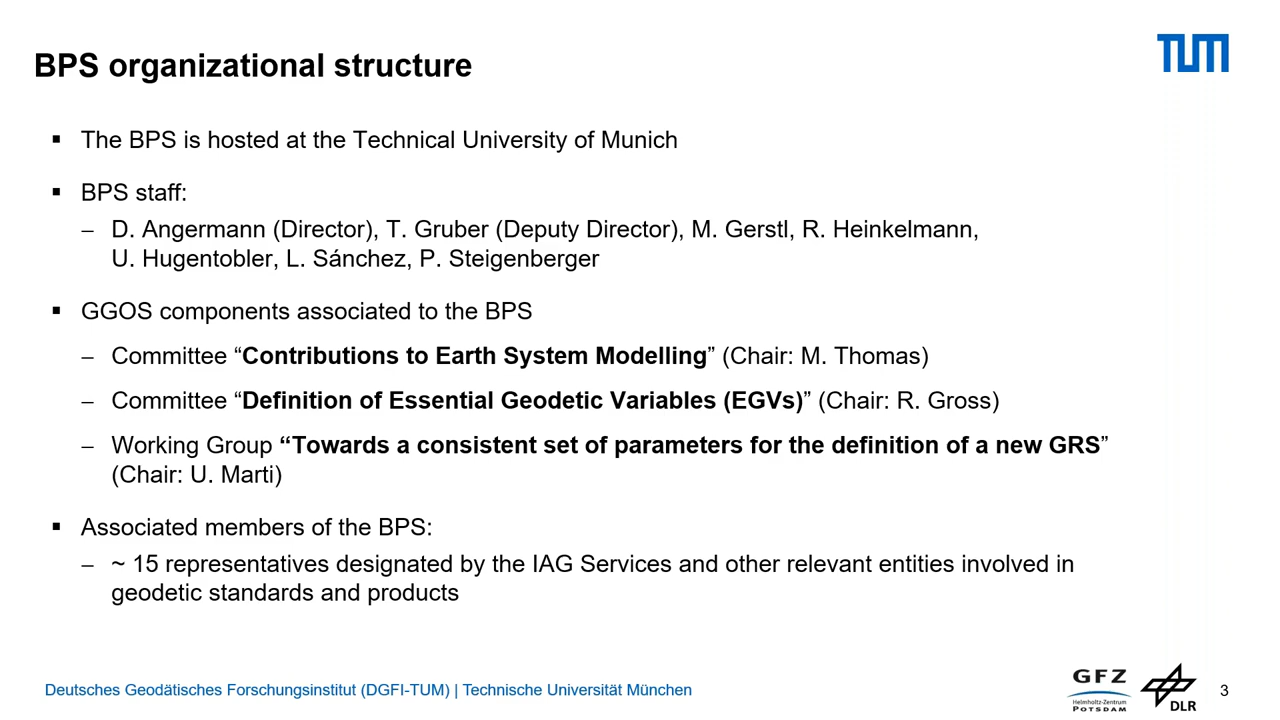 BPS organizational structure
TUM
▪ The BPS is hosted at the Technical University of Munich
▪ BPS staff:
– D. Angermann (Director), T. Gruber (Deputy Director), M. Gerstl, R. Heinkelmann,
U. Hugentobler, L. Sánchez, P. Steigenberger
▪ GGOS components associated to the BPS
– Committee “Contributions to Earth System Modelling” (Chair: M. Thomas)
– Committee “Definition of Essential Geodetic Variables (EGVs)” (Chair: R. Gross)
– Working Group “Towards a consistent set of parameters for the definition of a new GRS”
(Chair: U. Marti)
▪ Associated members of the BPS:
– ~ 15 representatives designated by the IAG Services and other relevant entities involved in
geodetic standards and products
Deutsches Geodätisches Forschungsinstitut (DGFI-TUM) | Technische Universität München
GFZ
Helmholtz-Zentrum
POTSDAM
DLR
3